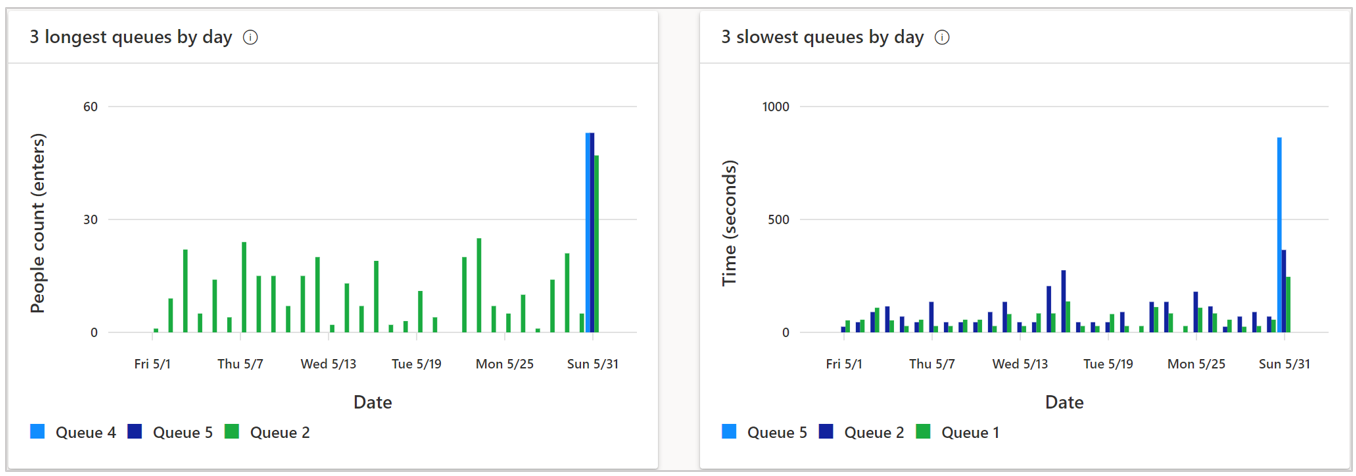 3 longest queues by day
60
30
0
People count (enters)
Fri 5/1 Thu 5/7 Wed 5/13 Tue 5/19 Mon 5/25 Sun 5/31
Date
Queue 4 Queue 5 Queue 2
3 slowest queues by day
1000
500
0
Time (seconds)
Fri 5/1 Thu 5/7 Wed 5/13 Tue 5/19 Mon 5/25 Sun 5/31
Date
Queue 5 Queue 2 Queue 1